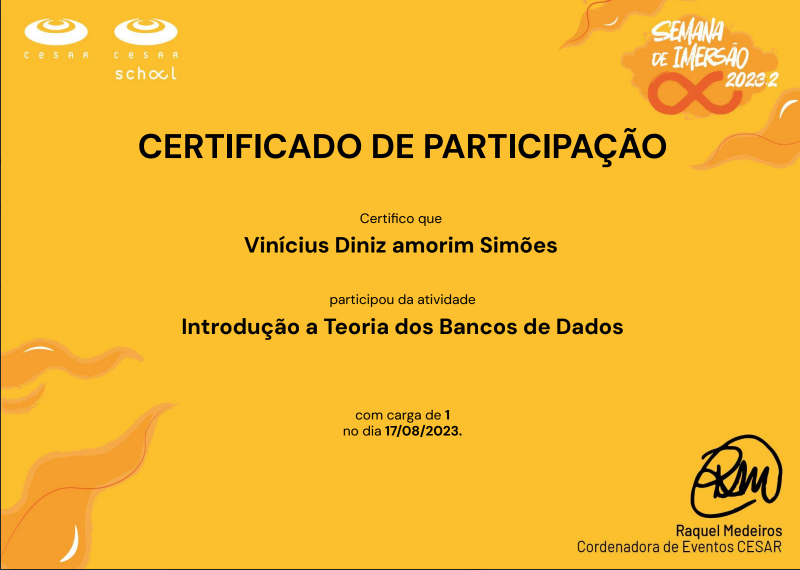 CESAR
CESAR
school
SEMANA
DE IMERSÃO
2023.2
CERTIFICADO DE PARTICIPAÇÃO
Certifico que
Vinícius Diniz amorim Simões
participou da atividade
Introdução a Teoria dos Bancos de Dados
com carga de 1
no dia 17/08/2023.
RM
Raquel Medeiros
Cordenadora de Eventos CESAR